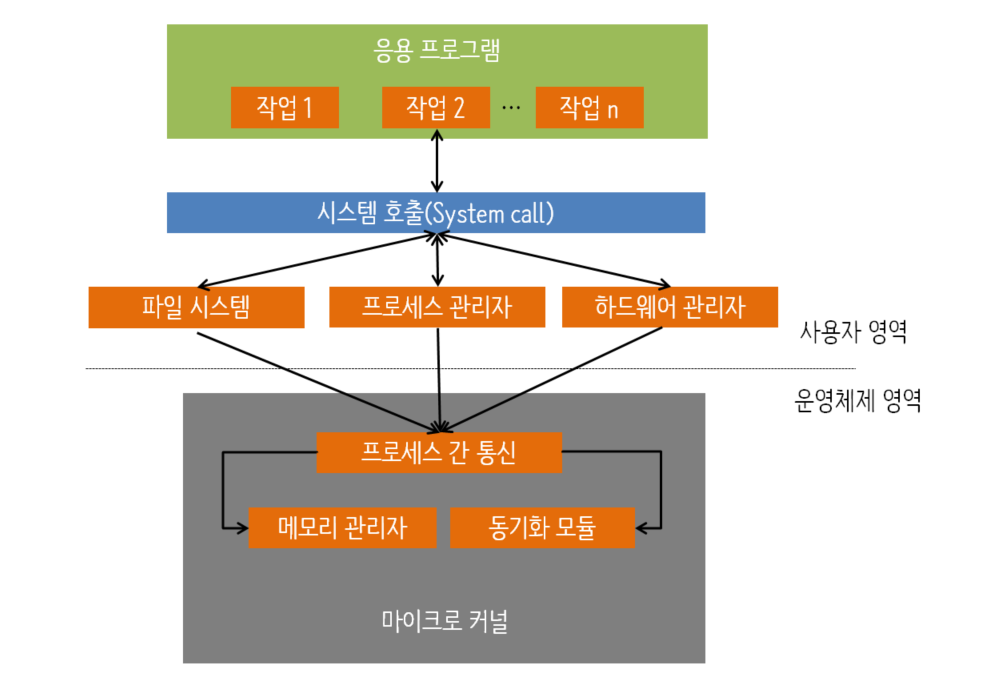 응용 프로그램
작업 1 작업 2 … 작업 n
시스템 호출(System call)
파일 시스템 프로세스 관리자 하드웨어 관리자
사용자 영역
운영체제 영역
프로세스 간 통신
메모리 관리자 동기화 모듈
마이크로 커널